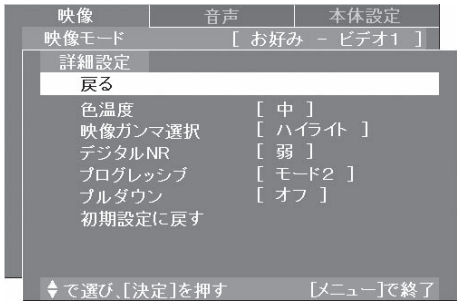 映像 音声 本体設定
映像モード [ お好み － ビデオ1 ]
詳細設定
戻る
色温度 [ 中 ]
映像ガンマ選択 [ ハイライト ]
デジタルNR [ 弱 ]
プログレッシブ [ モード2 ]
プルダウン [ オフ ]
初期設定に戻す
で選び、[決定]を押す [メニュー]で終了